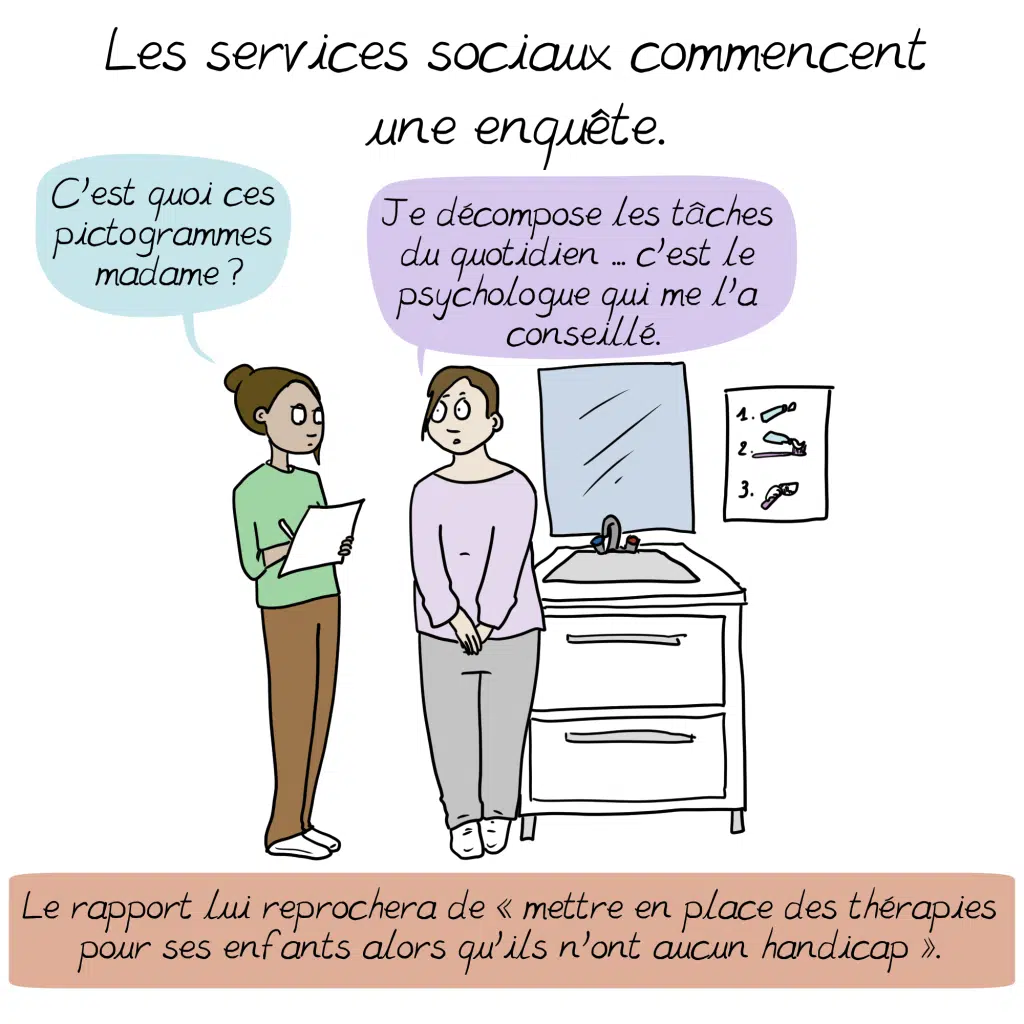 Les services sociaux commencent
une enquête.
C'est quoi ces
pictogrammes
madame ?
Je décompose les tâches
du quotidien ... c'est le
psychologue qui me l'a
conseillé.
1.
2.
3.
Le rapport lui reprochera de « mettre en place des thérapies
pour ses enfants alors qu'ils n'ont aucun handicap ».